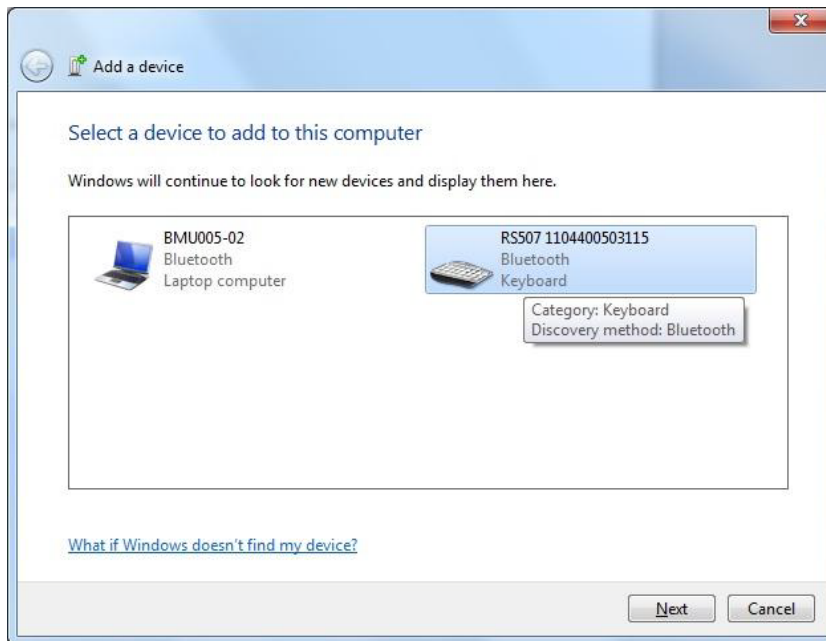 Add a device
Select a device to add to this computer
Windows will continue to look for new devices and display them here.
BMU005-02
Bluetooth
Laptop computer
RS507 1104400503115
Bluetooth
Keyboard
Category: Keyboard
Discovery method: Bluetooth
What if Windows doesn't find my device?
Next
Cancel